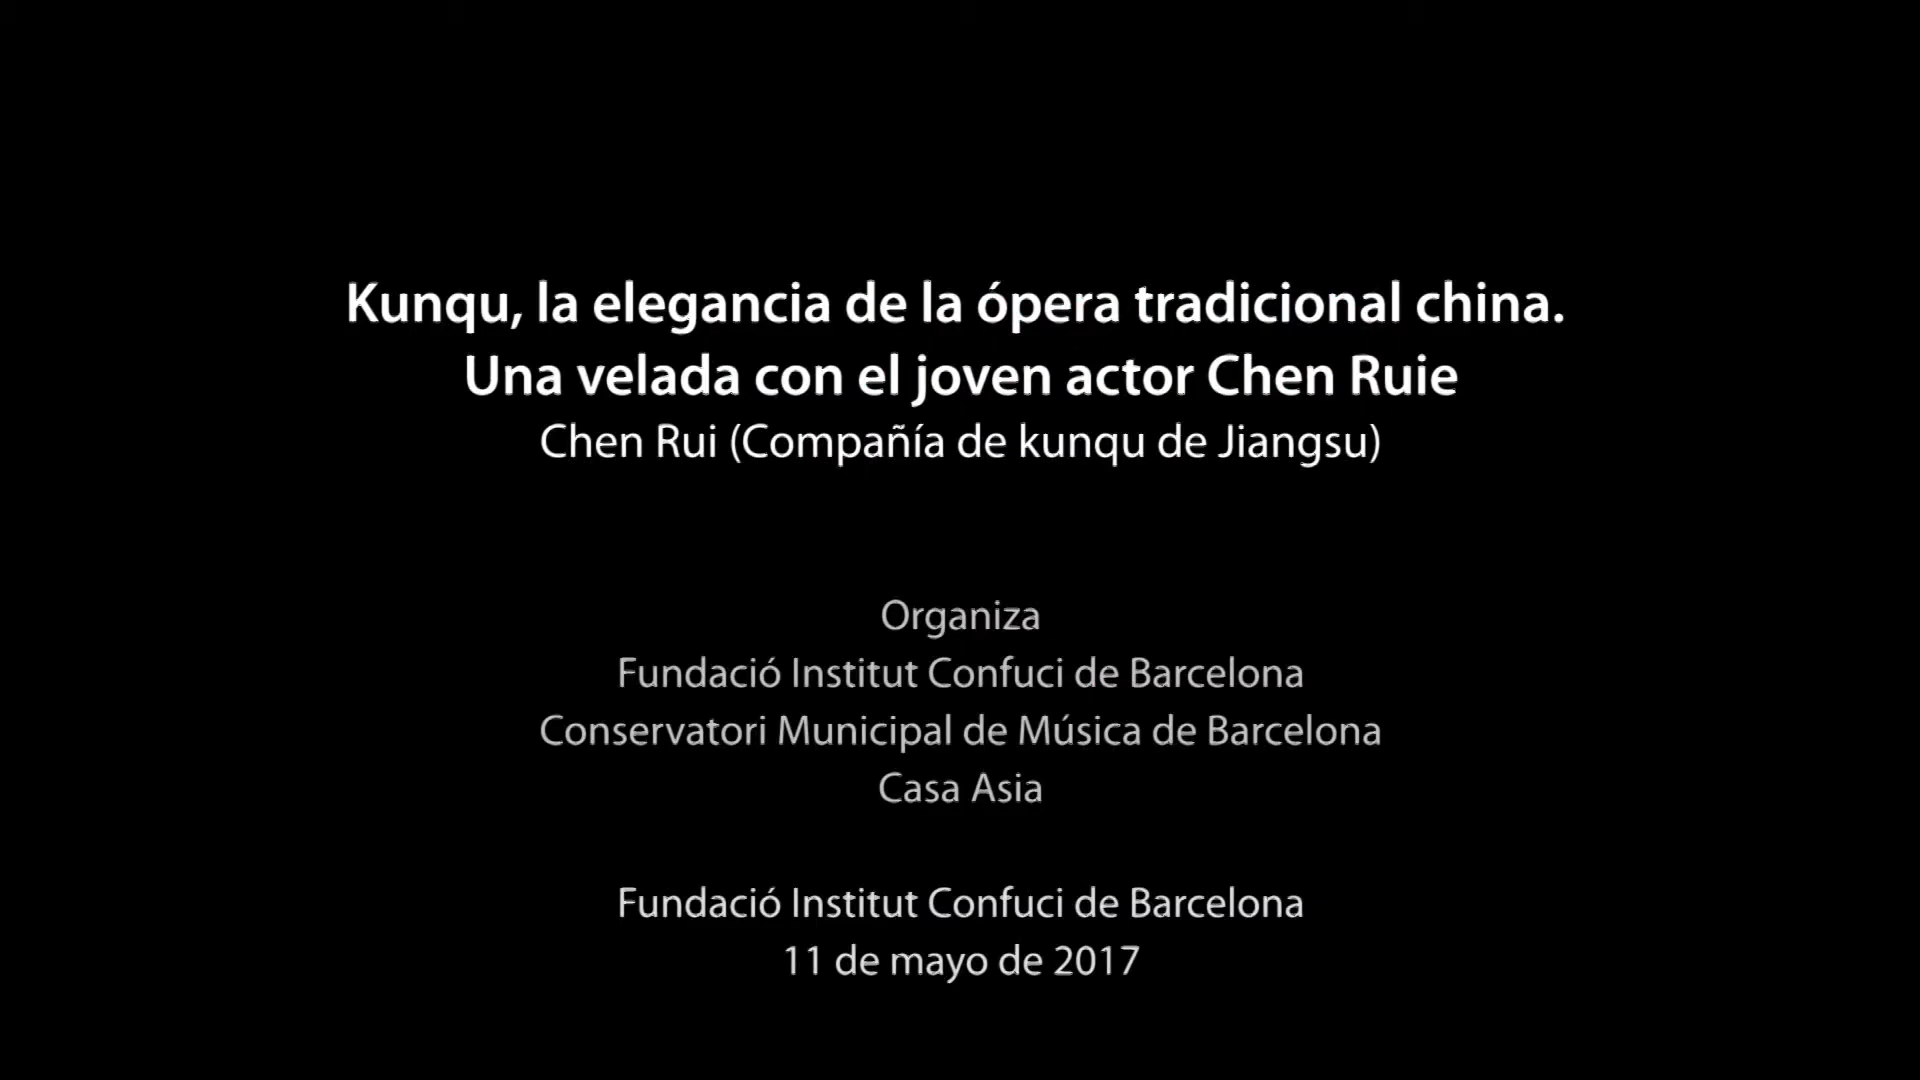 Kunqu, la elegancia de la ópera tradicional china.
Una velada con el joven actor Chen Ruie
Chen Rui (Compañía de kunqu de Jiangsu)
Organiza
Fundació Institut Confuci de Barcelona
Conservatori Municipal de Música de Barcelona
Casa Asia
Fundació Institut Confuci de Barcelona
11 de mayo de 2017